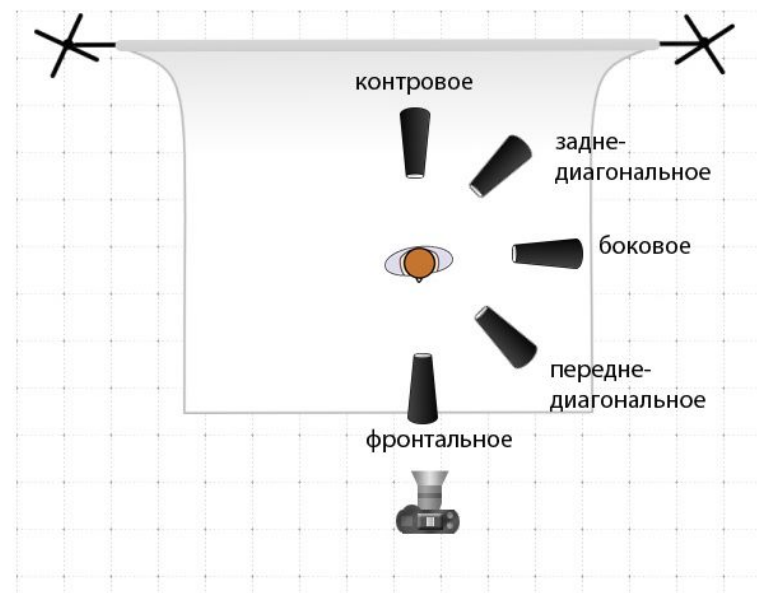 контровое
задне-
диагональное
боковое
передне-
диагональное
фронтальное